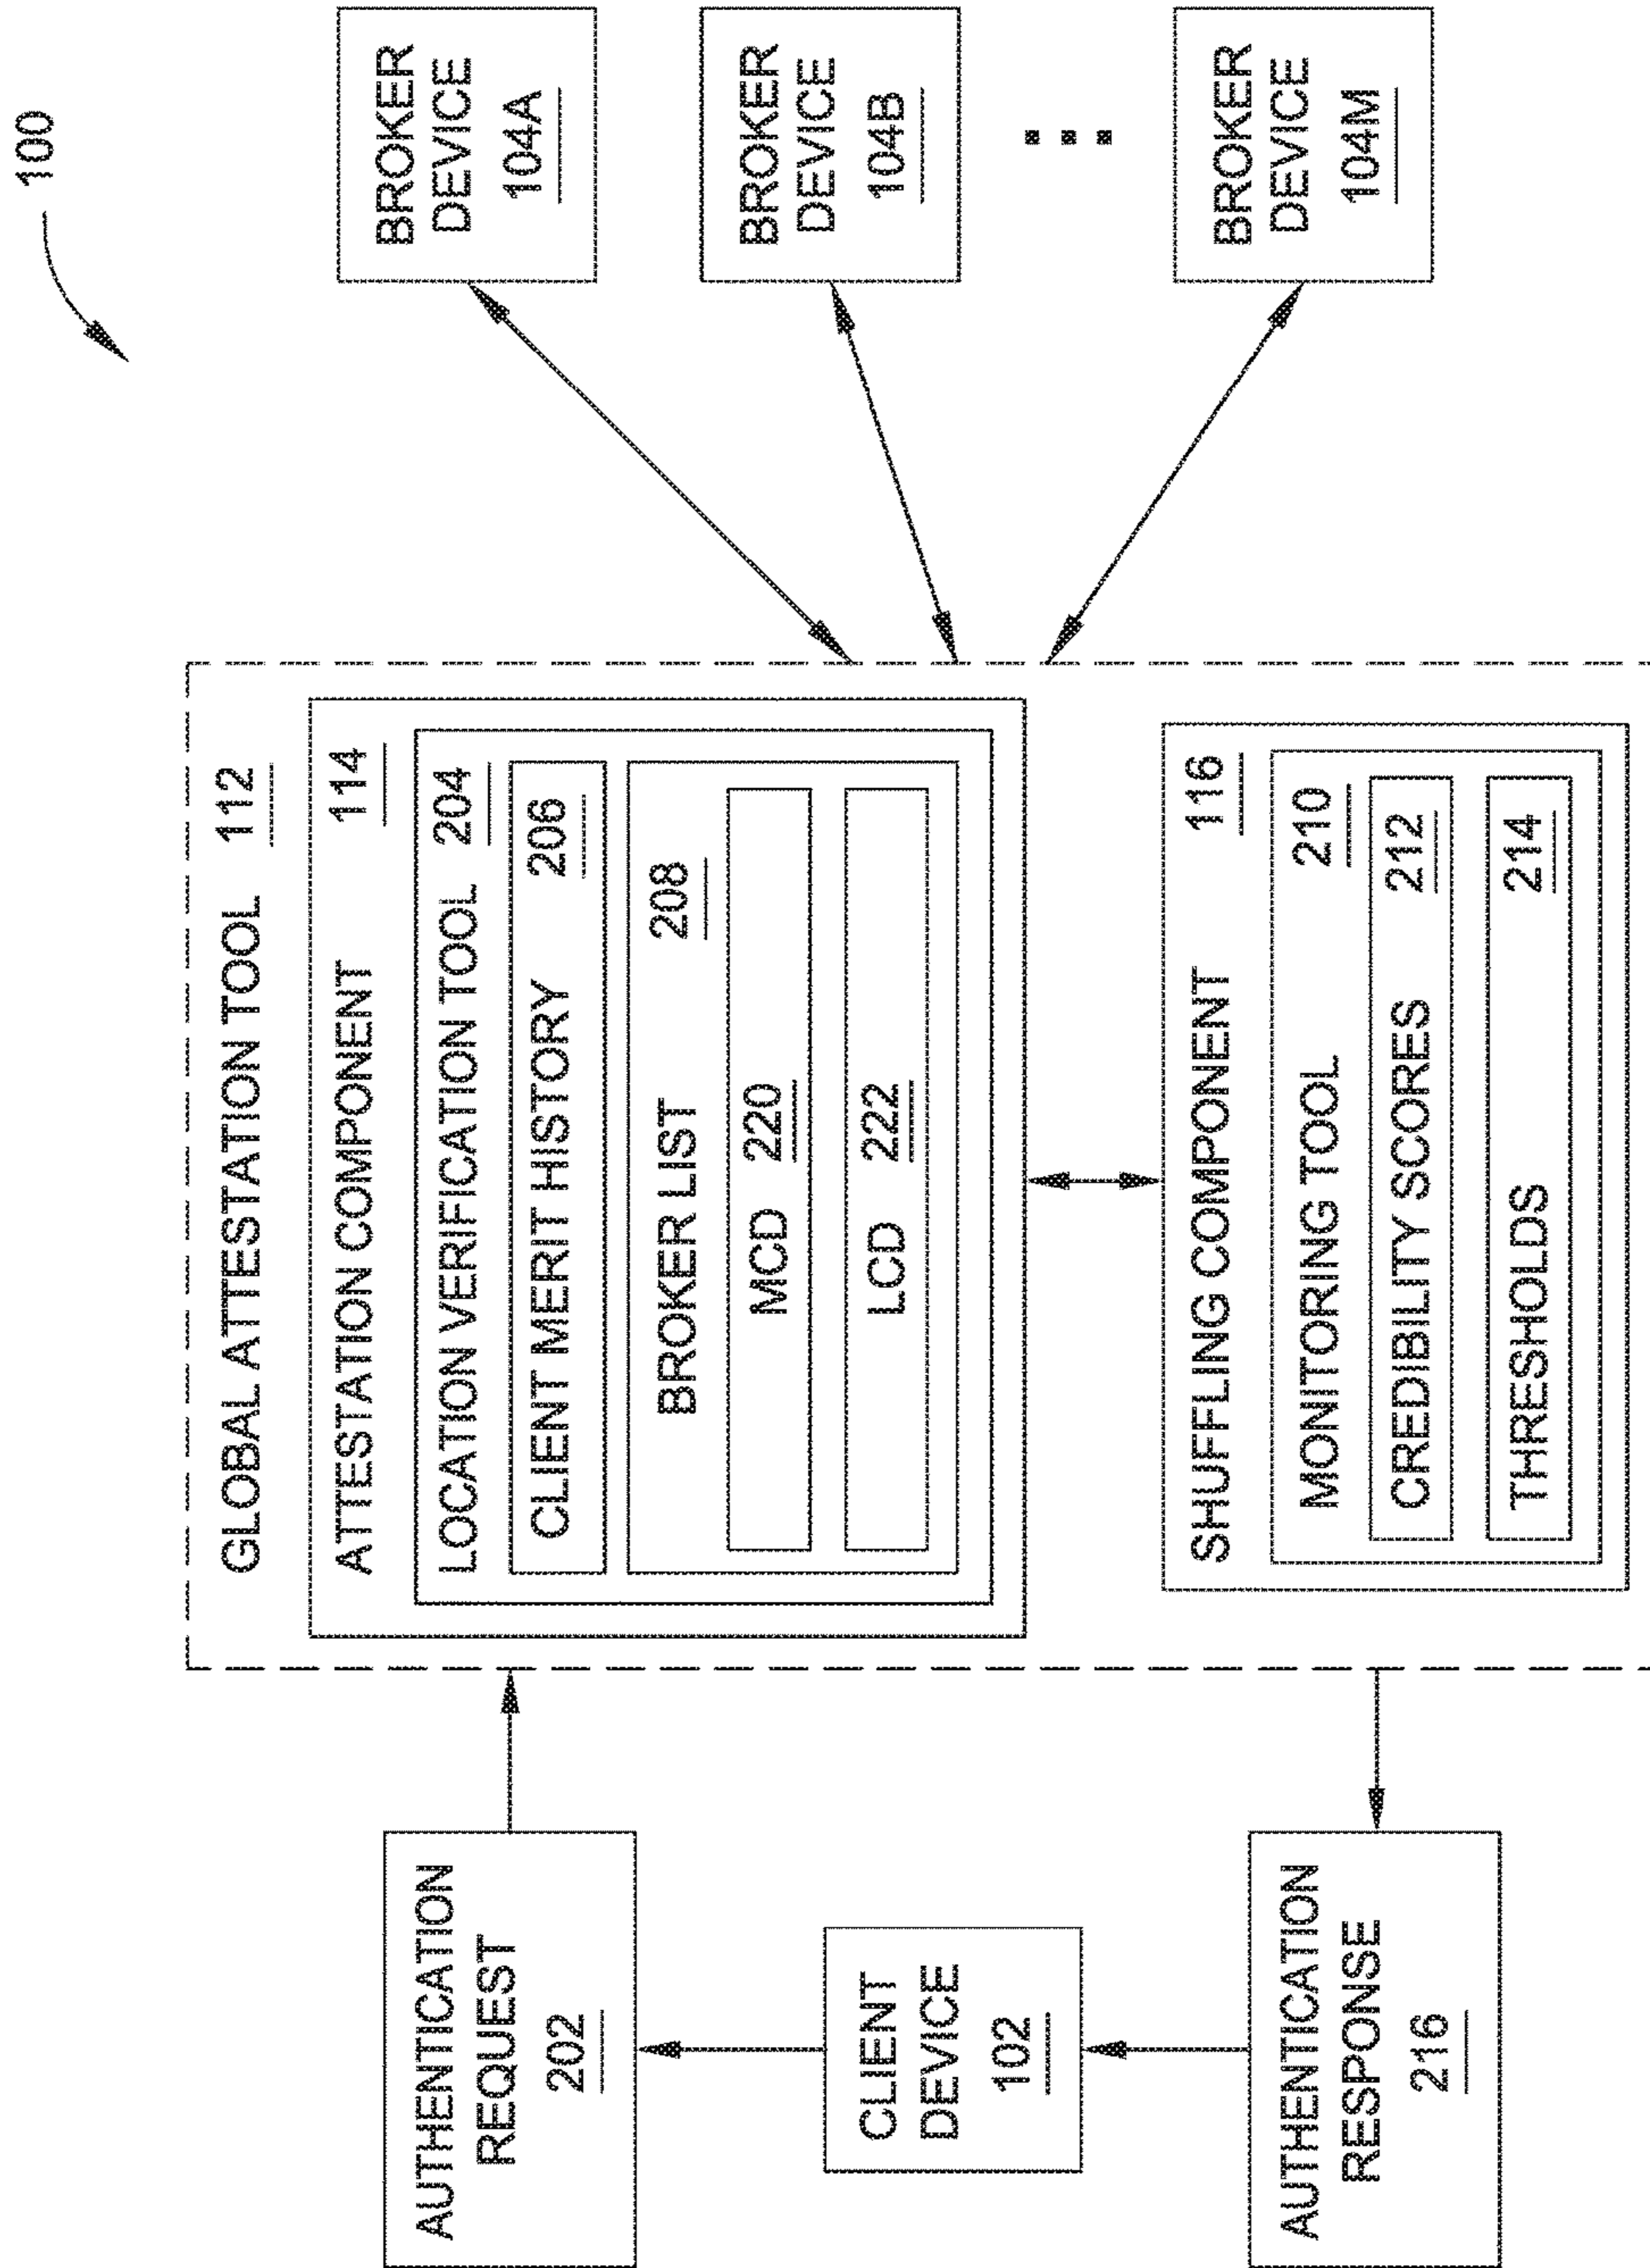 100
AUTHENTICATION
REQUEST
202
CLIENT
DEVICE
102
AUTHENTICATION
RESPONSE
216
GLOBAL ATTESTATION TOOL 112
ATTESTATION COMPONENT 114
LOCATION VERIFICATION TOOL 204
CLIENT MERIT HISTORY 206
BROKER LIST 208
MCD 220
LCD 222
SHUFFLING COMPONENT 116
MONITORING TOOL 210
CREDIBILITY SCORES 212
THRESHOLDS 214
BROKER
DEVICE
104A
BROKER
DEVICE
104B
BROKER
DEVICE
104M